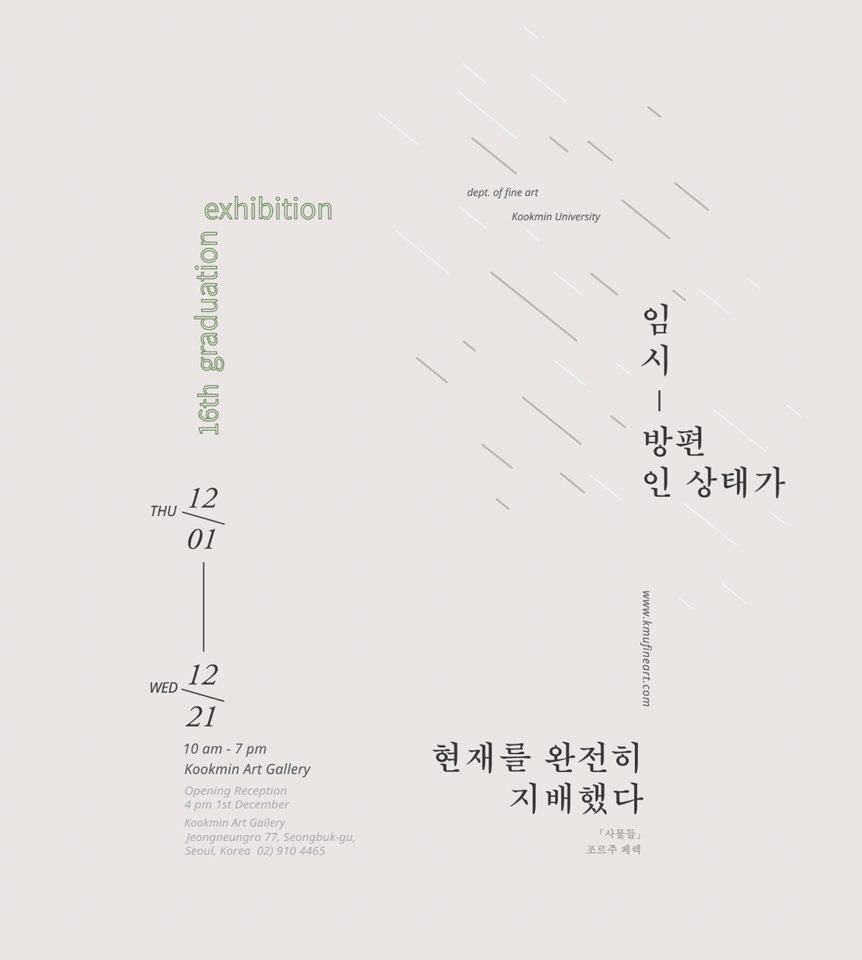 exhibition
16th graduation
dept. of fine art
Kookmin University
임
시
|
방편
인 상태가
THU 12
01
WED 12
21
10 am - 7 pm
Kookmin Art Gallery
Opening Reception
4 pm 1st December
Kookmin Art Gallery
Jeongneungro 77, Seongbuk-gu,
Seoul, Korea 02) 910 4465
www.kmufineart.com
현재를 완전히
지배했다
「사물들」
조르주 페렉